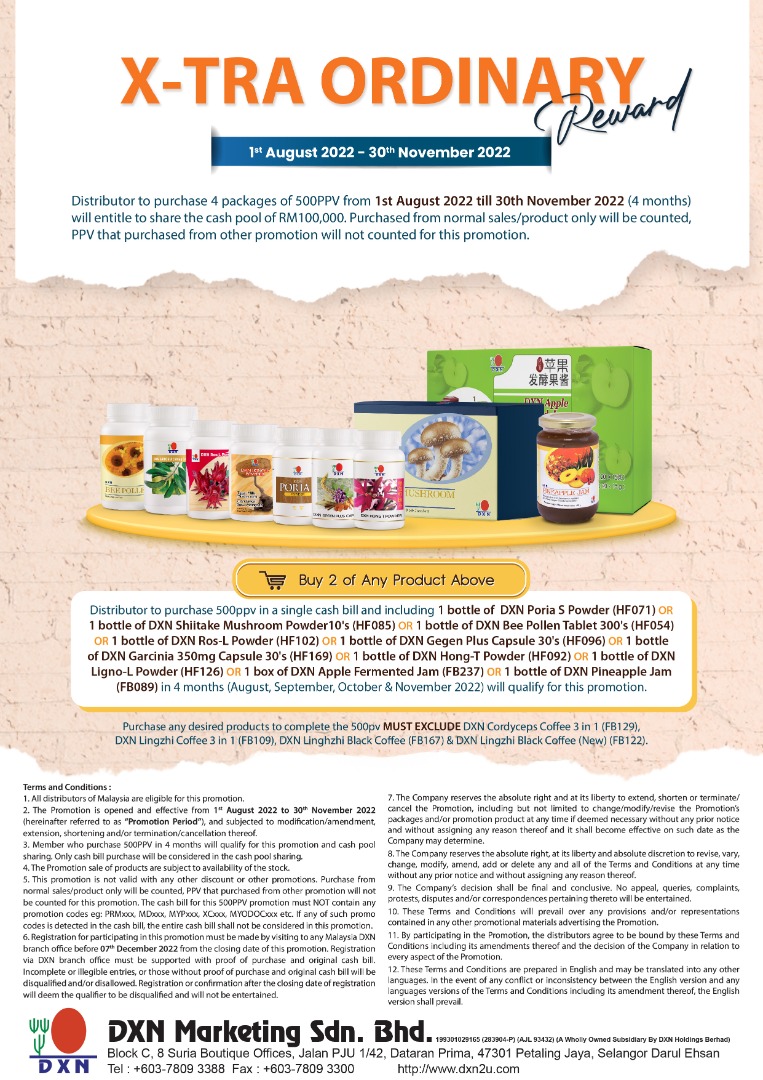 X-TRA ORDINARY
Reward
1st August 2022 - 30th November 2022
Distributor to purchase 4 packages of 500PPV from 1st August 2022 till 30th November 2022 (4 months)
will entitle to share the cash pool of RM100,000. Purchased from normal sales/product only will be counted,
PPV that purchased from other promotion will not counted for this promotion.
苹果
发酵果酱
DXN Apple
BEE POLLE
PORIA
MUSHROOM
PINEAPPLE JAM
DXN
Buy 2 of Any Product Above
Distributor to purchase 500ppv in a single cash bill and including 1 bottle of DXN Poria S Powder (HF071) OR
1 bottle of DXN Shiitake Mushroom Powder10's (HF085) OR 1 bottle of DXN Bee Pollen Tablet 300's (HF054)
OR 1 bottle of DXN Ros-L Powder (HF102) OR 1 bottle of DXN Gegen Plus Capsule 30's (HF096) OR 1 bottle
of DXN Garcinia 350mg Capsule 30's (HF169) OR 1 bottle of DXN Hong-T Powder (HF092) OR 1 bottle of DXN
Ligno-L Powder (HF126) OR 1 box of DXN Apple Fermented Jam (FB237) OR 1 bottle of DXN Pineapple Jam
(FB089) in 4 months (August, September, October & November 2022) will qualify for this promotion.
Purchase any desired products to complete the 500pv MUST EXCLUDE DXN Cordyceps Coffee 3 in 1 (FB129),
DXN Lingzhi Coffee 3 in 1 (FB109), DXN Linghzhi Black Coffee (FB167) & DXN Lingzhi Black Coffee (New) (FB122).
Terms and Conditions :
1. All distributors of Malaysia are eligible for this promotion.
2. The Promotion is opened and effective from 1st August 2022 to 30th November 2022
(hereinafter referred to as "Promotion Period"), and subjected to modification/amendment,
extension, shortening and/or termination/cancellation thereof.
3. Member who purchase 500PPV in 4 months will qualify for this promotion and cash pool
sharing. Only cash bill purchase will be considered in the cash pool sharing.
4. The Promotion sale of products are subject to availability of the stock.
5. This promotion is not valid with any other discount or other promotions. Purchase from
normal sales/product only will be counted, PPV that purchased from other promotion will not
be counted for this promotion. The cash bill for this 500PPV promotion must NOT contain any
promotion codes eg: PRMxxx, MDxxx, MYPxxx, XCxxx, MYODOCxxx etc. If any of such promo
codes is detected in the cash bill, the entire cash bill shall not be considered in this promotion.
6. Registration for participating in this promotion must be made by visiting to any Malaysia DXN
branch office before 07th December 2022 from the closing date of this promotion. Registration
via DXN branch office must be supported with proof of purchase and original cash bill.
Incomplete or illegible entries, or those without proof of purchase and original cash bill will be
disqualified and/or disallowed. Registration or confirmation after the closing date of registration
will deem the qualifier to be disqualified and will not be entertained.
7. The Company reserves the absolute right and at its liberty to extend, shorten or terminate/
cancel the Promotion, including but not limited to change/modify/revise the Promotion's
packages and/or promotion product at any time if deemed necessary without any prior notice
and without assigning any reason thereof and it shall become effective on such date as the
Company may determine.
8. The Company reserves the absolute right, at its liberty and absolute discretion to revise, vary,
change, modify, amend, add or delete any and all of the Terms and Conditions at any time
without any prior notice and without assigning any reason thereof.
9. The Company's decision shall be final and conclusive. No appeal, queries, complaints,
protests, disputes and/or correspondences pertaining thereto will be entertained.
10. These Terms and Conditions will prevail over any provisions and/or representations
contained in any other promotional materials advertising the Promotion.
11. By participating in the Promotion, the distributors agree to be bound by these Terms and
Conditions including its amendments thereof and the decision of the Company in relation to
every aspect of the Promotion.
12. These Terms and Conditions are prepared in English and may be translated into any other
languages. in the event of any conflict or inconsistency between the English version and any
languages versions of the Terms and Conditions including its amendment thereof, the English
version shall prevail.
DXN
DXN Marketing Sdn. Bhd. 199301029165 (283904-P) (AJL 93432) (A Wholly Owned Subsidiary By DXN Holdings Berhad)
Block C, 8 Suria Boutique Offices, Jalan PJU 1/42, Dataran Prima, 47301 Petaling Jaya, Selangor Darul Ehsan
Tel : +603-7809 3388 Fax : +603-7809 3300 http://www.dxn2u.com